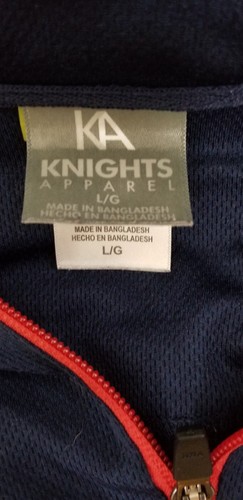 KA
KNIGHTS
APPAREL
L/G
MADE IN BANGLADESH
HECHO EN BANGLADESH
MADE IN BANGLADESH
HECHO EN BANGLADESH
L/G